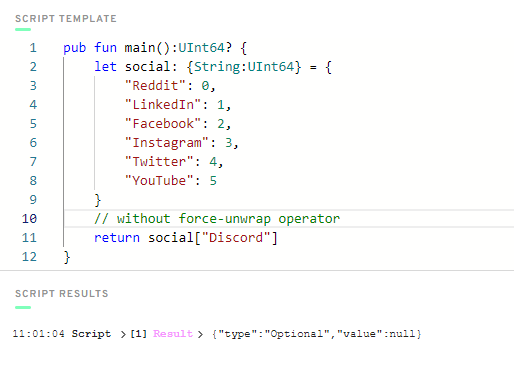 SCRIPT TEMPLATE
1 pub fun main():UInt64? {
2 let social: {String:UInt64} = {
3 "Reddit": 0,
4 "LinkedIn": 1,
5 "Facebook": 2,
6 "Instagram": 3,
7 "Twitter": 4,
8 "YouTube": 5
9 }
10 // without force-unwrap operator
11 return social["Discord"]
12 }
SCRIPT RESULTS
11:01:04 Script >[1] Result > {"type":"Optional","value":null}